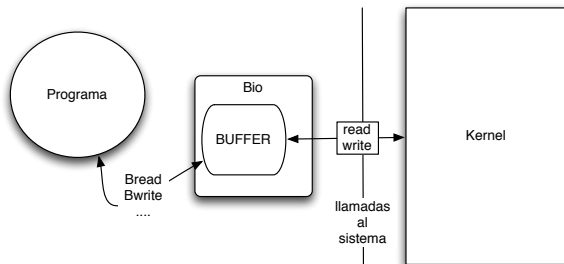 Programa
Bio
BUFFER
read
write
Kernel
Bread
Bwrite
....
llamadas
al
sistema